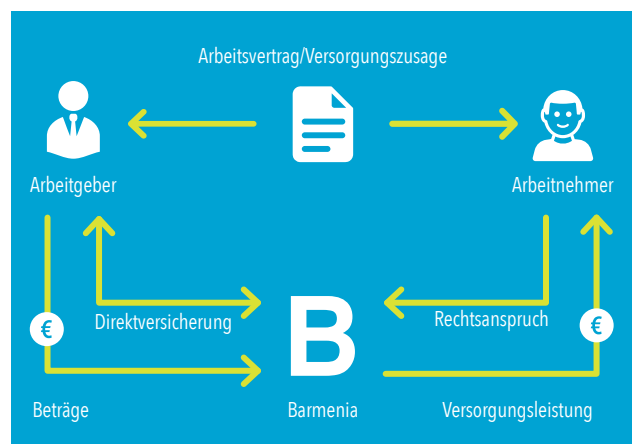 Arbeitsvertrag/Versorgungszusage
Arbeitgeber
Arbeitnehmer
€
Direktversicherung
B
Rechtsanspruch
€
Beträge
Barmenia
Versorgungsleistung